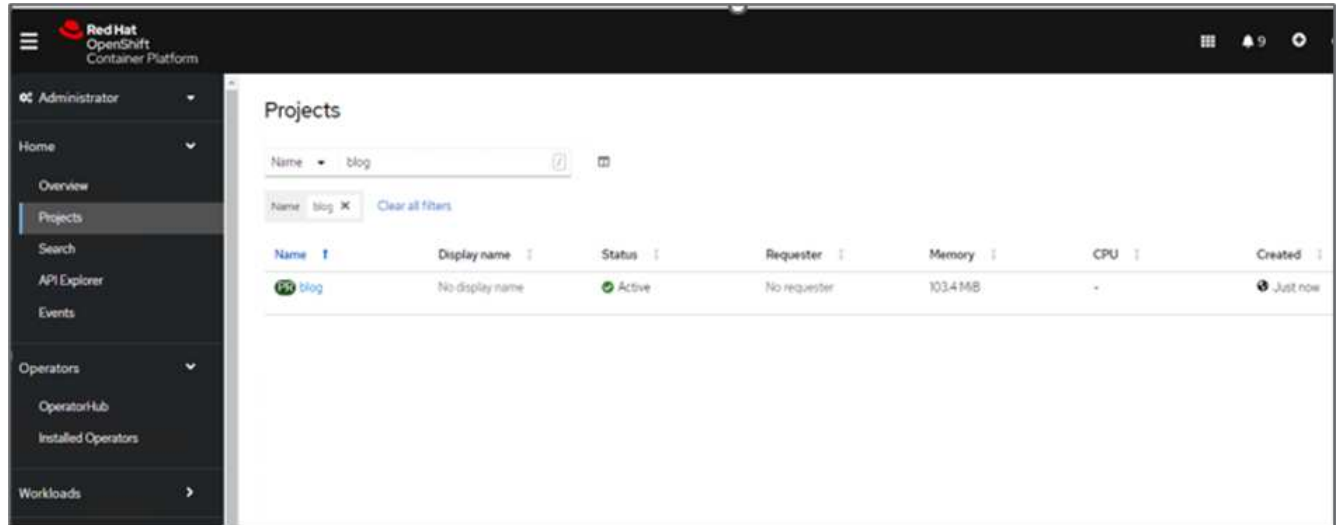 Red Hat
OpenShift
Container Platform
9
Administrator
Home
Overview
Projects
Search
API Explorer
Events
Operators
OperatorHub
Installed Operators
Workloads
Projects
Name blog /
Name blog Clear all filters
Name Display name Status Requester Memory CPU Created
PR blog No display name Active No requester 103.4 MiB - Just now